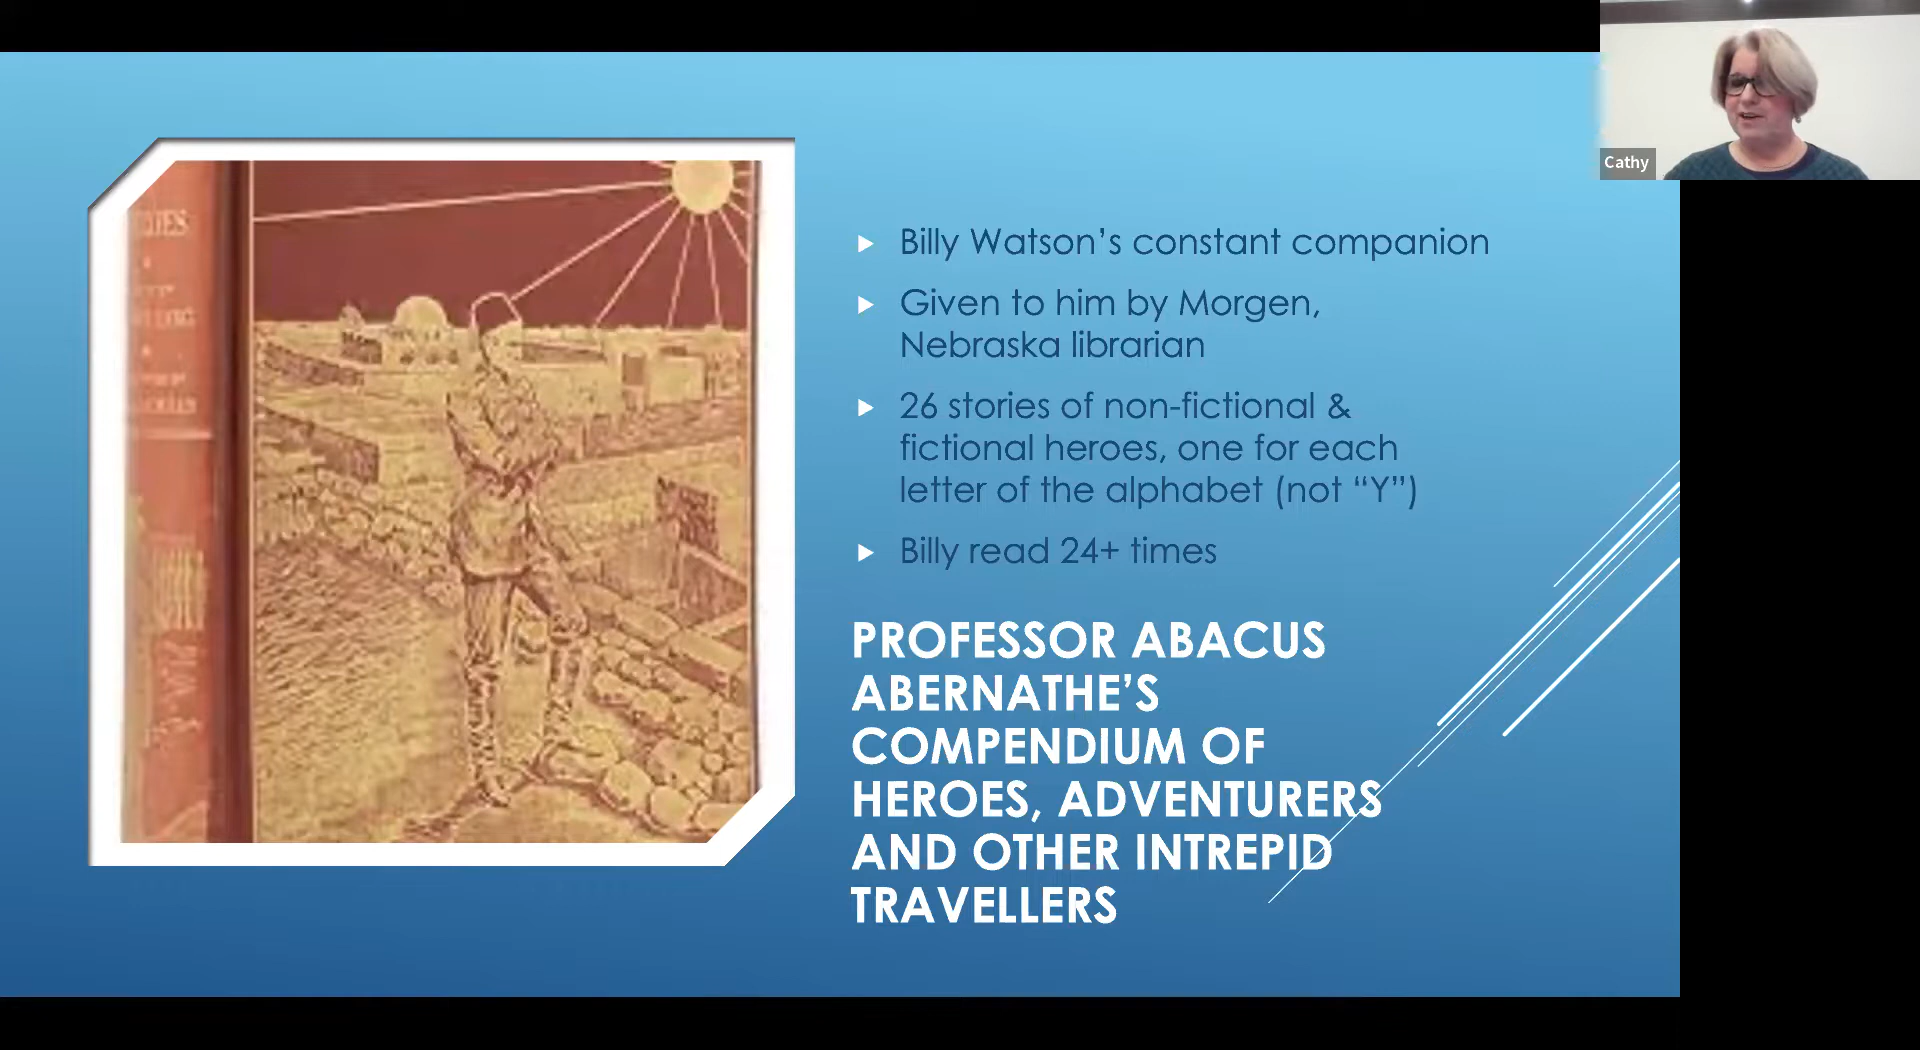 Cathy
Billy Watson’s constant companion
Given to him by Morgen,
Nebraska librarian
26 stories of non-fictional &
fictional heroes, one for each
letter of the alphabet (not “Y”)
Billy read 24+ times
PROFESSOR ABACUS
ABERNATHE’S
COMPENDIUM OF
HEROES, ADVENTURERS
AND OTHER INTREPID
TRAVELLERS